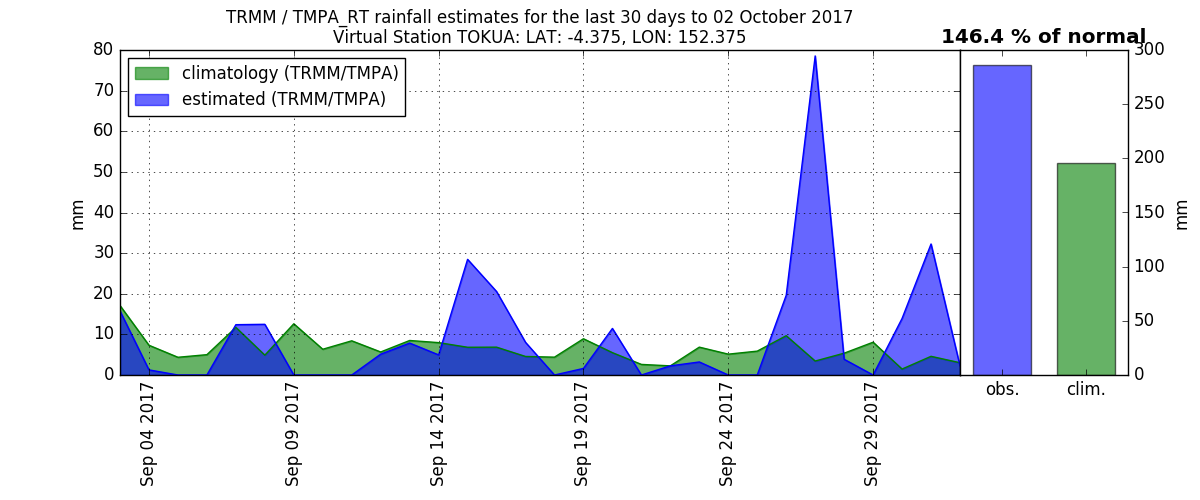 TRMM / TMPA_RT rainfall estimates for the last 30 days to 02 October 2017
Virtual Station TOKUA: LAT: -4.375, LON: 152.375
146.4 % of normal
climatology (TRMM/TMPA)
estimated (TRMM/TMPA)
80
70
60
50
40
30
20
10
0
mm
300
250
200
150
100
50
0
mm
Sep 04 2017
Sep 09 2017
Sep 14 2017
Sep 19 2017
Sep 24 2017
Sep 29 2017
obs.
clim.